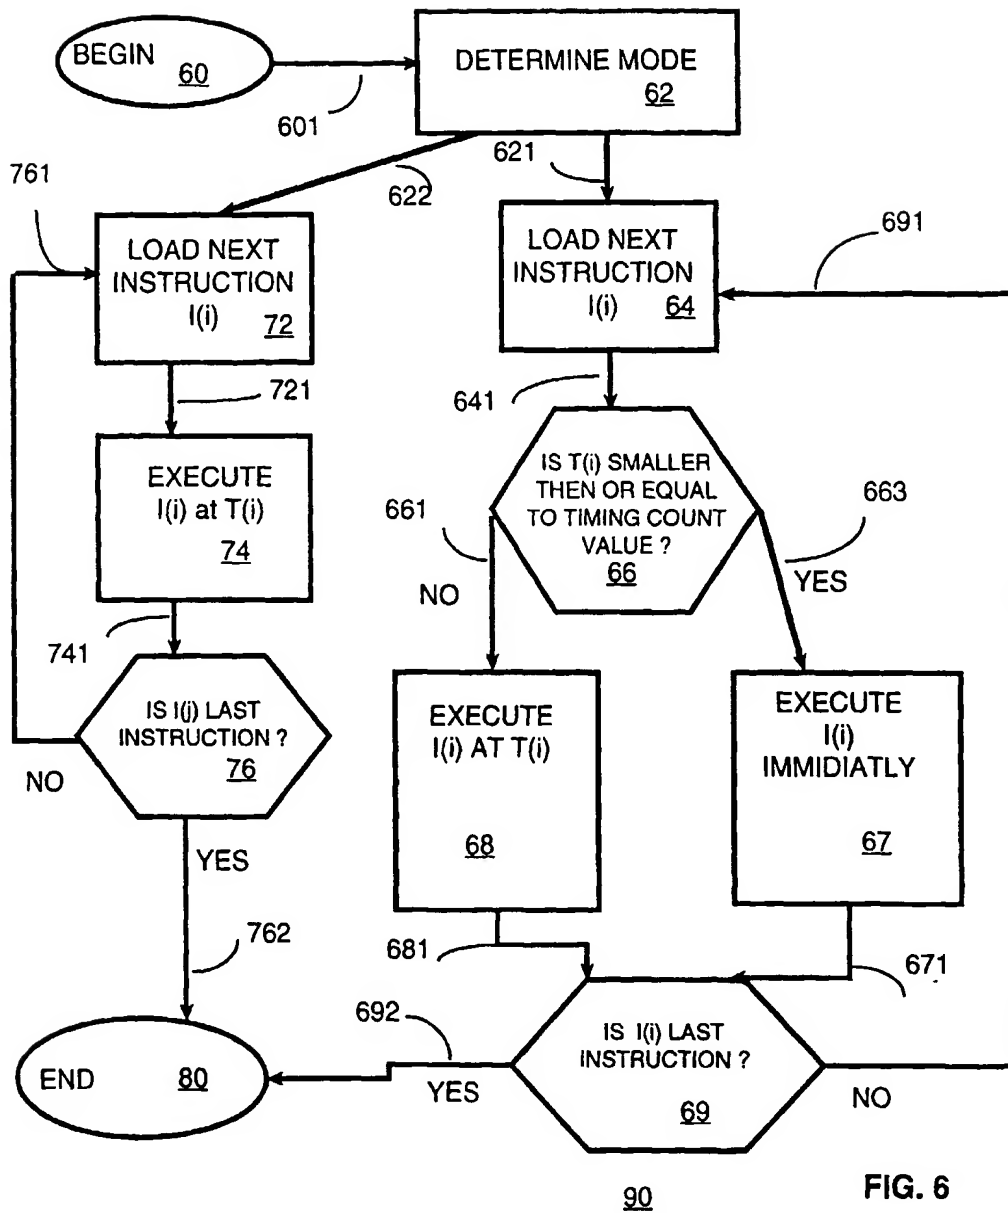 BEGIN
60
601
DETERMINE MODE
62
621
622
761
LOAD NEXT
INSTRUCTION
I(i)
72
LOAD NEXT
INSTRUCTION
I(i)
64
691
721
641
EXECUTE
I(i) at T(i)
74
IS T(i) SMALLER
THEN OR EQUAL
TO TIMING COUNT
VALUE ?
66
661
NO
663
YES
741
IS I(j) LAST
INSTRUCTION ?
76
NO
YES
762
EXECUTE
I(i) AT T(i)
68
EXECUTE
I(i)
IMMIDIATLY
67
681
671
692
IS I(i) LAST
INSTRUCTION ?
69
YES
NO
END
80
90
FIG. 6